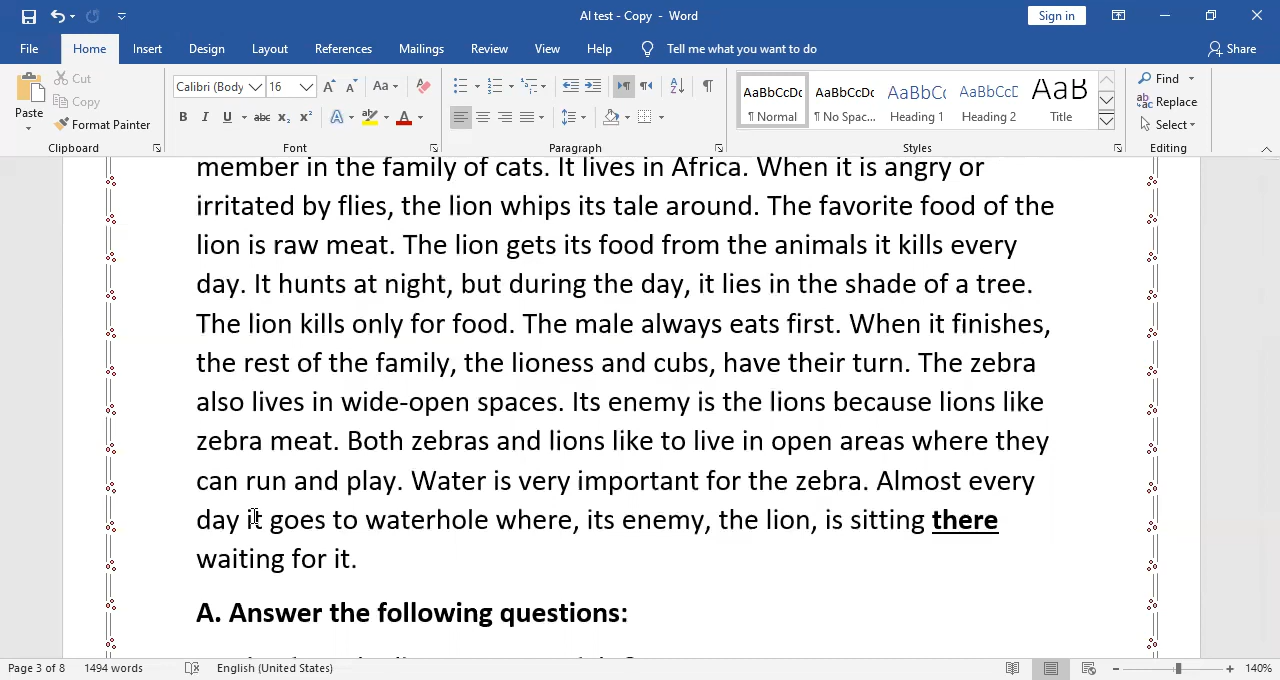 AI test - Copy - Word
Sign in
File Home Insert Design Layout References Mailings Review View Help Tell me what you want to do Share
Paste
Cut
Copy
Format Painter
Clipboard
Calibri (Body 16
Font
Paragraph
AaBbCcDc AaBbCcDc AaBbCc AaBbCcC AaB
¶ Normal ¶ No Spac... Heading 1 Heading 2 Title
Styles
Find
Replace
Select
Editing
member in the family of cats. It lives in Africa. When it is angry or
irritated by flies, the lion whips its tale around. The favorite food of the
lion is raw meat. The lion gets its food from the animals it kills every
day. It hunts at night, but during the day, it lies in the shade of a tree.
The lion kills only for food. The male always eats first. When it finishes,
the rest of the family, the lioness and cubs, have their turn. The zebra
also lives in wide-open spaces. Its enemy is the lions because lions like
zebra meat. Both zebras and lions like to live in open areas where they
can run and play. Water is very important for the zebra. Almost every
day it goes to waterhole where, its enemy, the lion, is sitting there
waiting for it.
A. Answer the following questions:
Page 3 of 8 1494 words English (United States) 140%